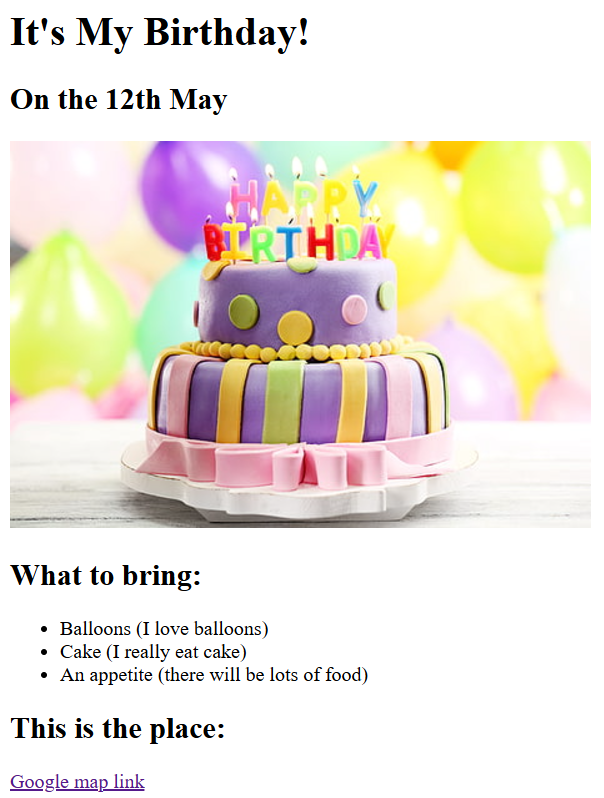 It's My Birthday!
On the 12th May
HAPPY
BIRTHDAY
What to bring:
Balloons (I love balloons)
Cake (I really eat cake)
An appetite (there will be lots of food)
This is the place:
Google map link